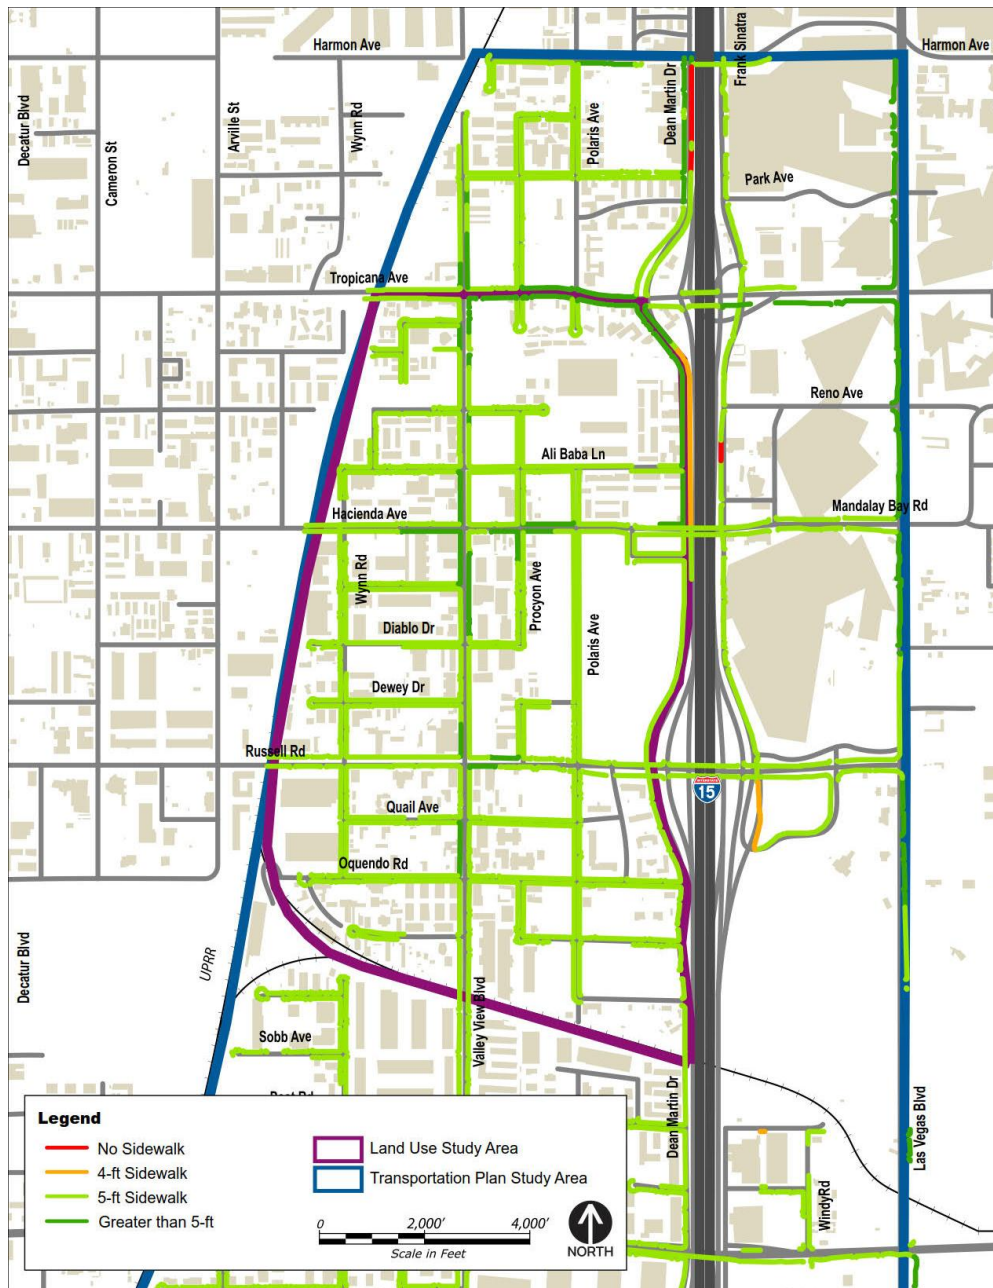 Harmon Ave
Harmon Ave
Frank Sinatra
Dean Martin Dr
Decatur Blvd
Cameron St
Arville St
Wynn Rd
Polaris Ave
Park Ave
Tropicana Ave
Reno Ave
Ali Baba Ln
Hacienda Ave
Mandalay Bay Rd
Wynn Rd
Procyon Ave
Diablo Dr
Polaris Ave
Dewey Dr
Russell Rd
15
Quail Ave
Oquendo Rd
Decatur Blvd
UPRR
Valley View Blvd
Sobb Ave
Dean Martin Dr
Las Vegas Blvd
WindyRd
Legend
No Sidewalk
4-ft Sidewalk
5-ft Sidewalk
Greater than 5-ft
Land Use Study Area
Transportation Plan Study Area
0 2,000’ 4,000’
Scale in Feet
NORTH